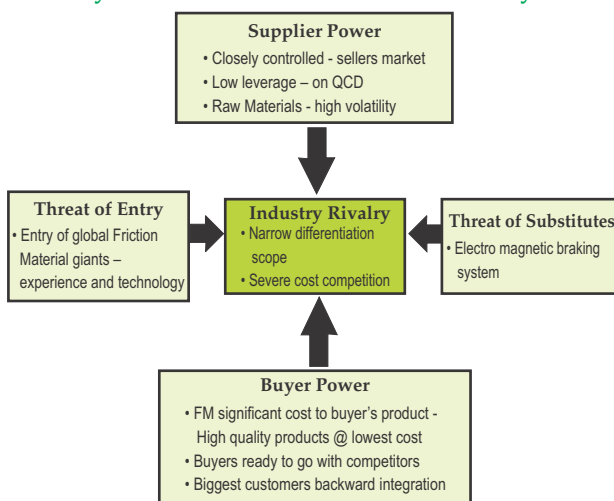 Supplier Power
• Closely controlled - sellers market
• Low leverage – on QCD
• Raw Materials - high volatility
Threat of Entry
• Entry of global Friction
Material giants –
experience and technology
Industry Rivalry
• Narrow differentiation
scope
• Severe cost competition
Threat of Substitutes
• Electro magnetic braking
system
Buyer Power
• FM significant cost to buyer's product -
High quality products @ lowest cost
• Buyers ready to go with competitors
• Biggest customers backward integration